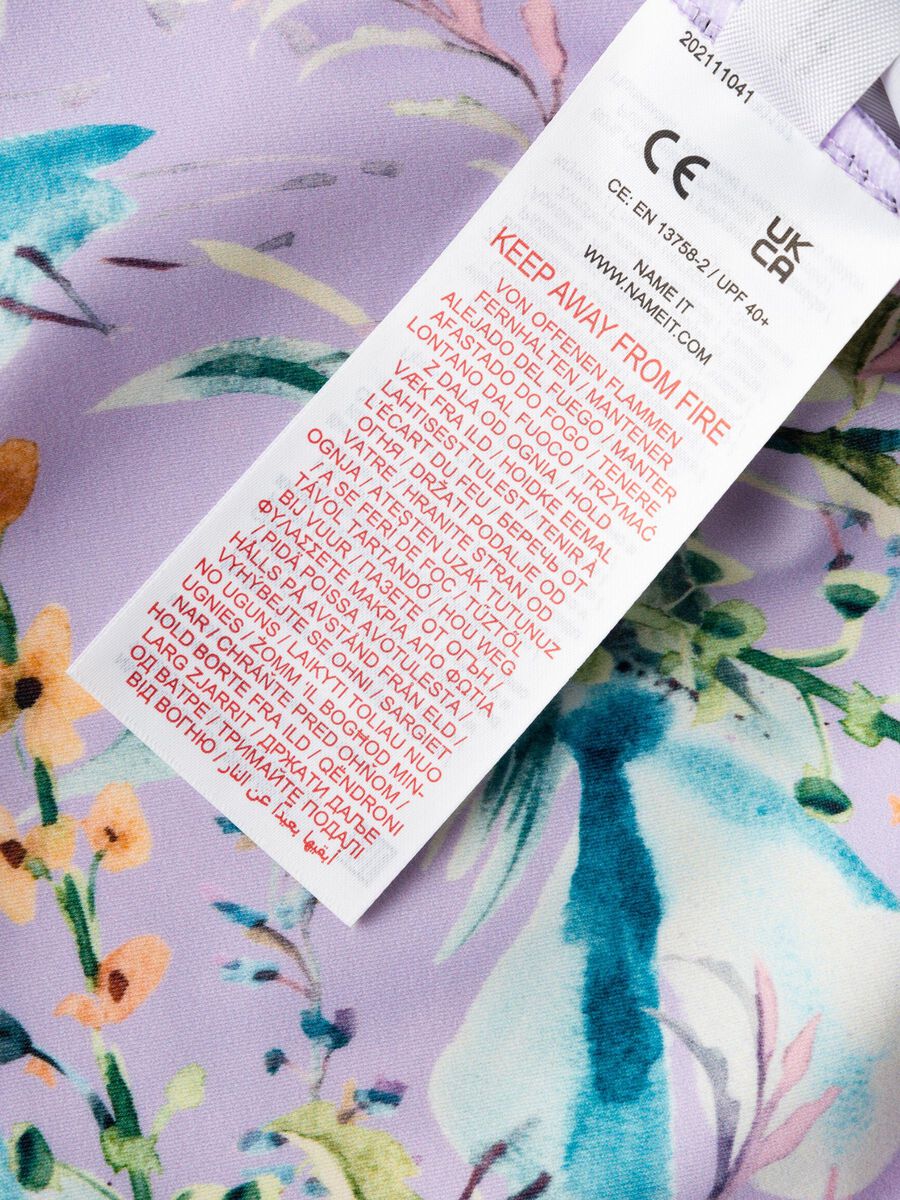 202111041
CE
UK
CA
CE: EN 13758-2 / UPF 40+
NAME IT
WWW.NAMEIT.COM
KEEP AWAY FROM FIRE
VON OFFENEN FLAMMEN
FERNHALTEN / MANTENER
ALEJADO DEL FUEGO / MANTER
AFASTADO DO FOGO / TENERE
LONTANO DAL FUOCO / TRZYMAĆ
Z DALA OD OGNIA / HOLD
VÆK FRA ILD / HOIDKE EEMAL
LAHTISEST TULEST / TENIR À
L'ÉCART DU FEU / БЕРЕЧЬ ОТ
ОГНЯ / DRŽATI PODALJE OD
VATRE / HRANITE STRAN OD
OGNJA / ATEŞTEN UZAK TUTUNUZ
/ A SE FERI DE FOC / TŰZTŐL
TÁVOL TARTANDÓ / HOU WEG
BIJ VUUR / ПАЗЕТЕ ОТ ОГЪН /
ΦΥΛΑΣΣΕΤΕ ΜΑΚΡΙΑ ΑΠΟ ΦΩΤΙΑ
/ PIDÄ POISSA AVOTULESTA /
HÅLLS PÅ AVSTÅND FRÅN ELD /
VYHÝBEJTE SE OHNI / SARGIET
NO UGUNS / LAIKYTI TOLIAU NUO
UGNIES / ŻOMM IL BOGĦOD MIN-
NAR / CHRÁNTE PRED OHŇOM /
HOLD BORTE FRA ILD / QËNDRONI
LARG ZJARRIT / ДРЖАТИ ДАЉЕ
ОД ВАТРЕ / ТРИМАЙТЕ ПОДАЛІ
ВІД ВОГНЮ / أبقيها بعيدا عن النار